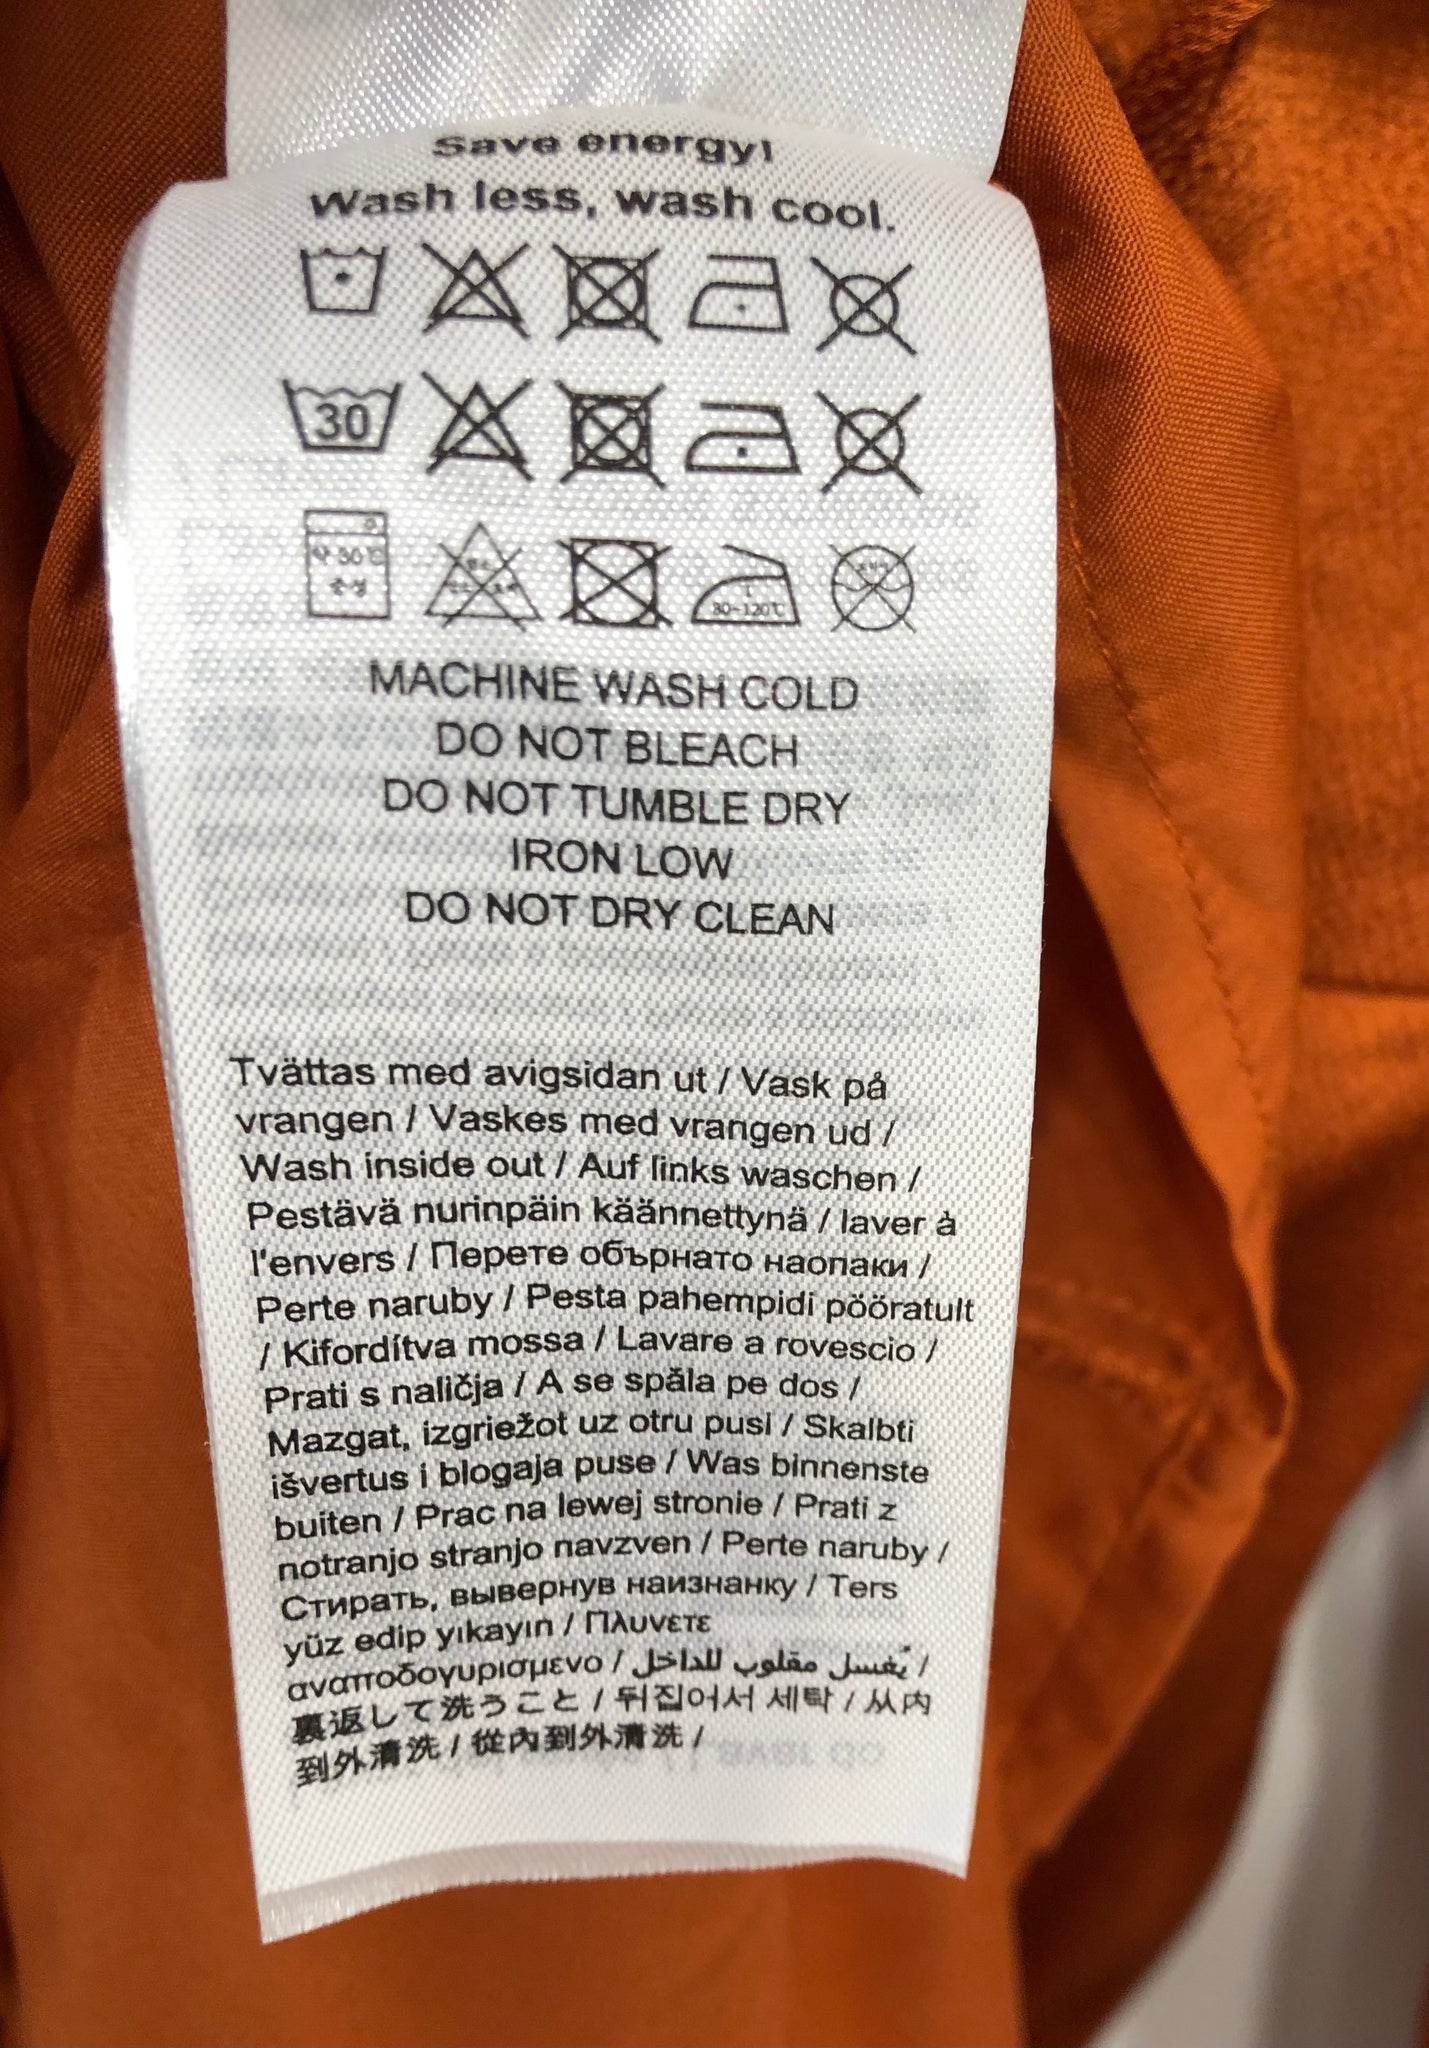 Save energy!
Wash less, wash cool.
30
80~120℃
MACHINE WASH COLD
DO NOT BLEACH
DO NOT TUMBLE DRY
IRON LOW
DO NOT DRY CLEAN
Tvättas med avigsidan ut / Vask på
vrangen / Vaskes med vrangen ud /
Wash inside out / Auf links waschen /
Pestävä nurinpäin käännettynä / laver à
l'envers / Перете обърнато наопаки /
Perte naruby / Pesta pahempidi pööratult
/ Kifordítva mossa / Lavare a rovescio /
Prati s naličja / A se spăla pe dos /
Mazgat, izgriežot uz otru pusi / Skalbti
išvertus i blogaja puse / Was binnenste
buiten / Prac na lewej stronie / Prati z
notranjo stranjo navzven / Perte naruby /
Стирать, вывернув наизнанку / Ters
yüz edip yıkayın / Πλυνετε
αναποδογυρισμενο / يُغسل مقلوب للداخل /
裏返して洗うこと / 뒤집어서 세탁 / 从内
到外清洗 / 從內到外清洗 /